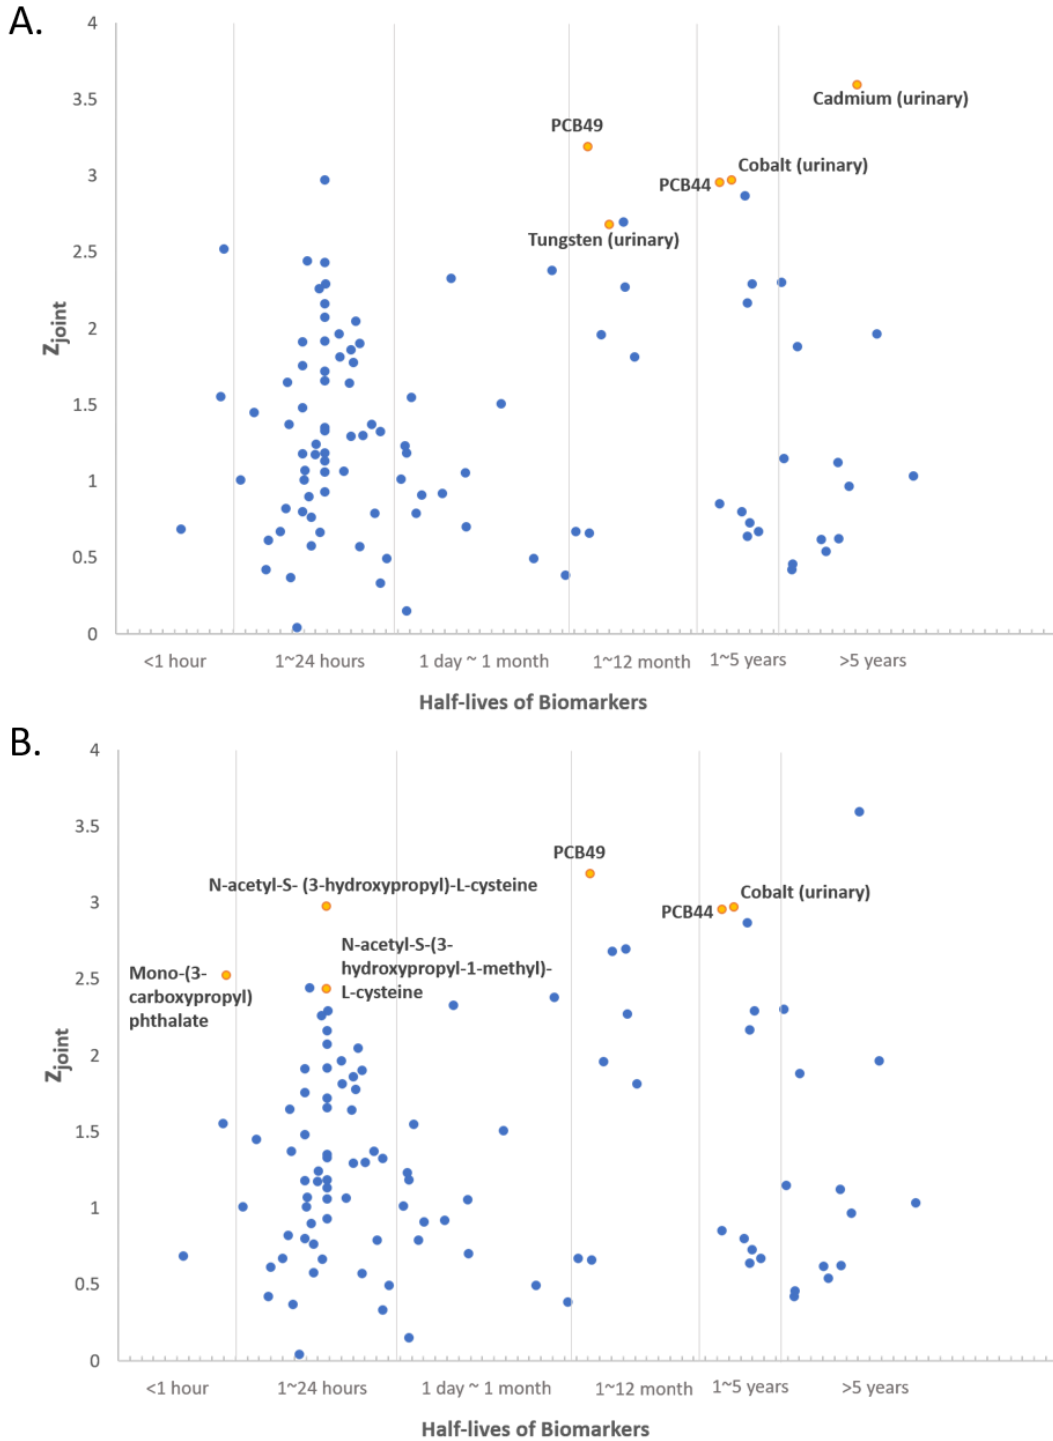 A.
4
3.5
3
2.5
2
1.5
1
0.5
0
zjoint
Cadmium (urinary)
PCB49
Cobalt (urinary)
PCB44
Tungsten (urinary)
<1 hour
1~24 hours
1 day ~ 1 month
1~12 month
1~5 years
>5 years
Half-lives of Biomarkers
B.
4
3.5
3
2.5
2
1.5
1
0.5
0
zjoint
PCB49
N-acetyl-S- (3-hydroxypropyl)-L-cysteine
Cobalt (urinary)
PCB44
N-acetyl-S-(3-
hydroxypropyl-1-methyl)-
L-cysteine
Mono-(3-
carboxypropyl)
phthalate
<1 hour
1~24 hours
1 day ~ 1 month
1~12 month
1~5 years
>5 years
Half-lives of Biomarkers